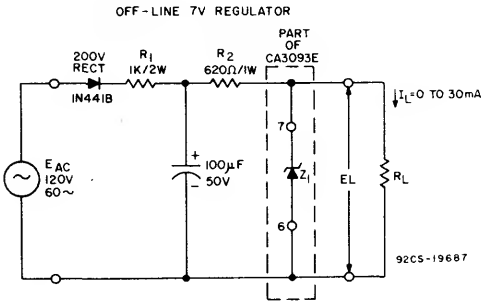 OFF-LINE 7V REGULATOR
200V
RECT
IN441B
R1
1K/2W
R2
620Ω/1W
PART
OF
CA3093E
IL=0 TO 30mA
7
+
100μF
50V
-
EAC
120V
60~
Z1
EL
RL
6
92CS-19687